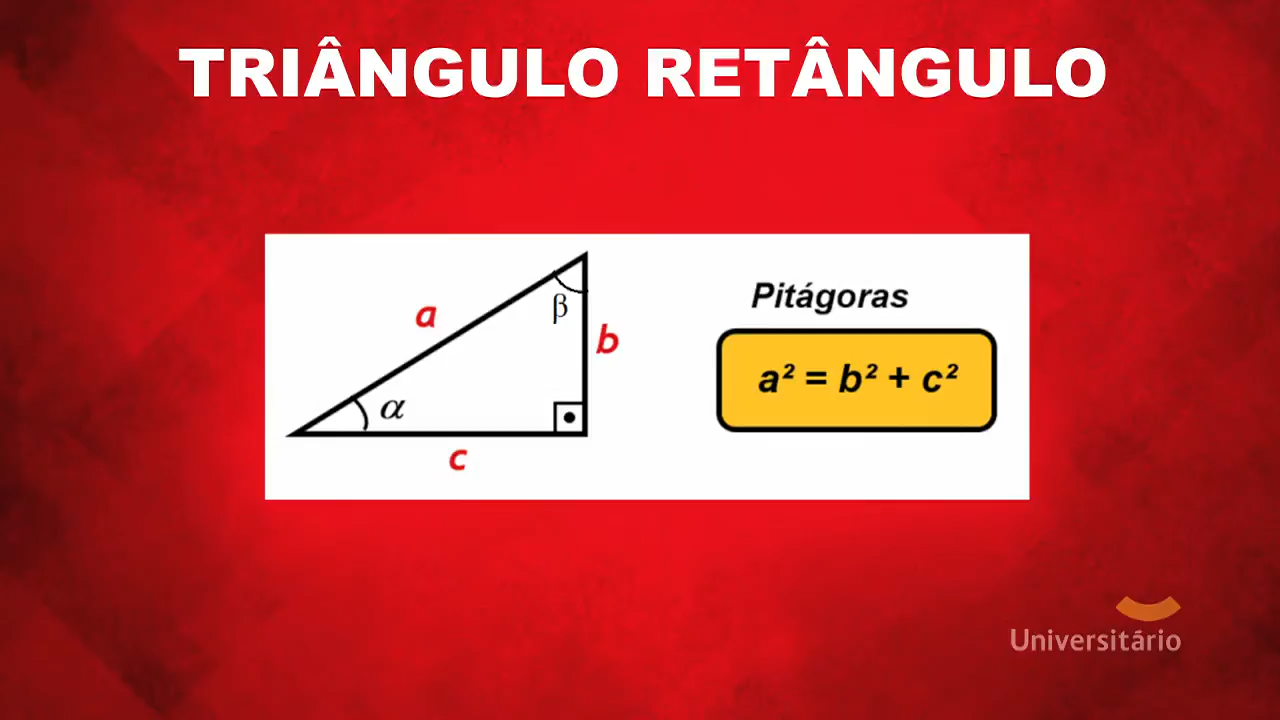 TRIÂNGULO RETÂNGULO
a
β
b
α
c
Pitágoras
a² = b² + c²
Universitário